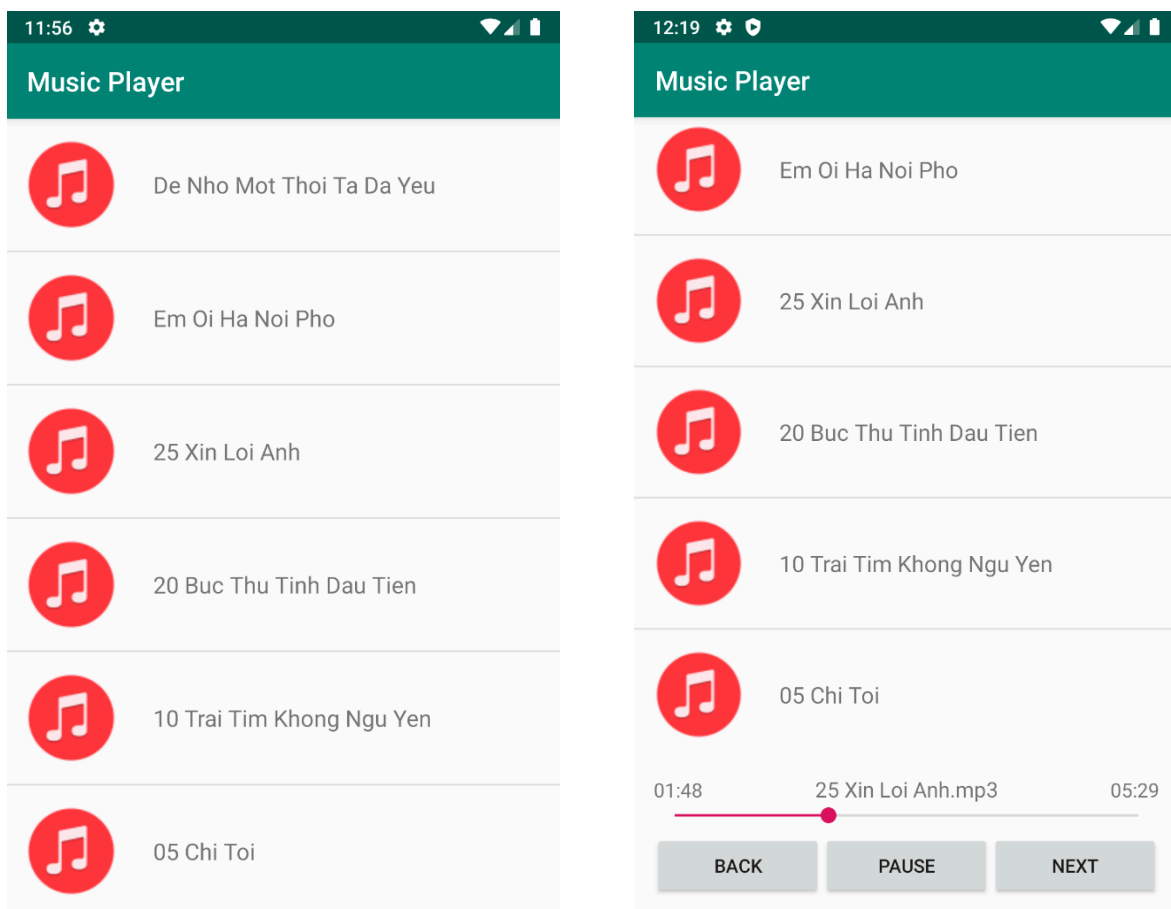 11:56
Music Player
De Nho Mot Thoi Ta Da Yeu
Em Oi Ha Noi Pho
25 Xin Loi Anh
20 Buc Thu Tinh Dau Tien
10 Trai Tim Khong Ngu Yen
05 Chi Toi
12:19
Music Player
Em Oi Ha Noi Pho
25 Xin Loi Anh
20 Buc Thu Tinh Dau Tien
10 Trai Tim Khong Ngu Yen
05 Chi Toi
01:48 25 Xin Loi Anh.mp3 05:29
BACK PAUSE NEXT